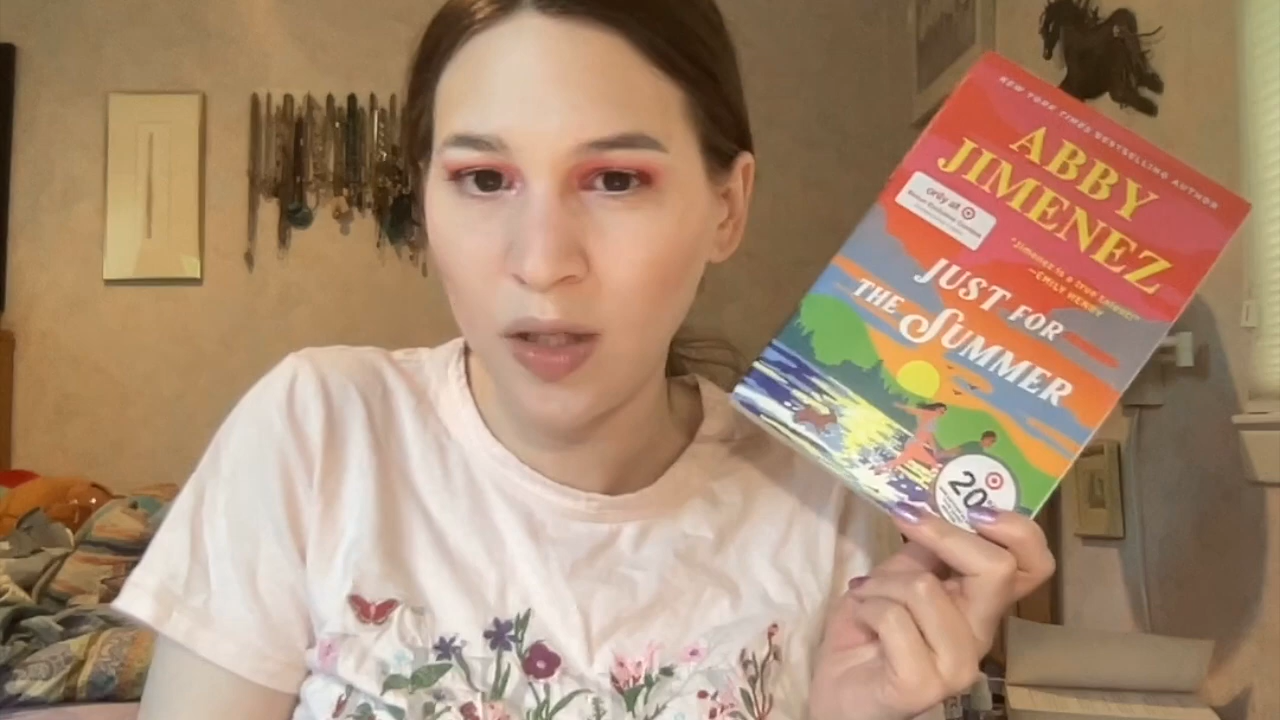 NEW YORK TIMES BESTSELLING AUTHOR
ABBY
JIMENEZ
only at
"Jimenez is a true talent."
—EMILY HENRY
JUST FOR
THE SUMMER
20%